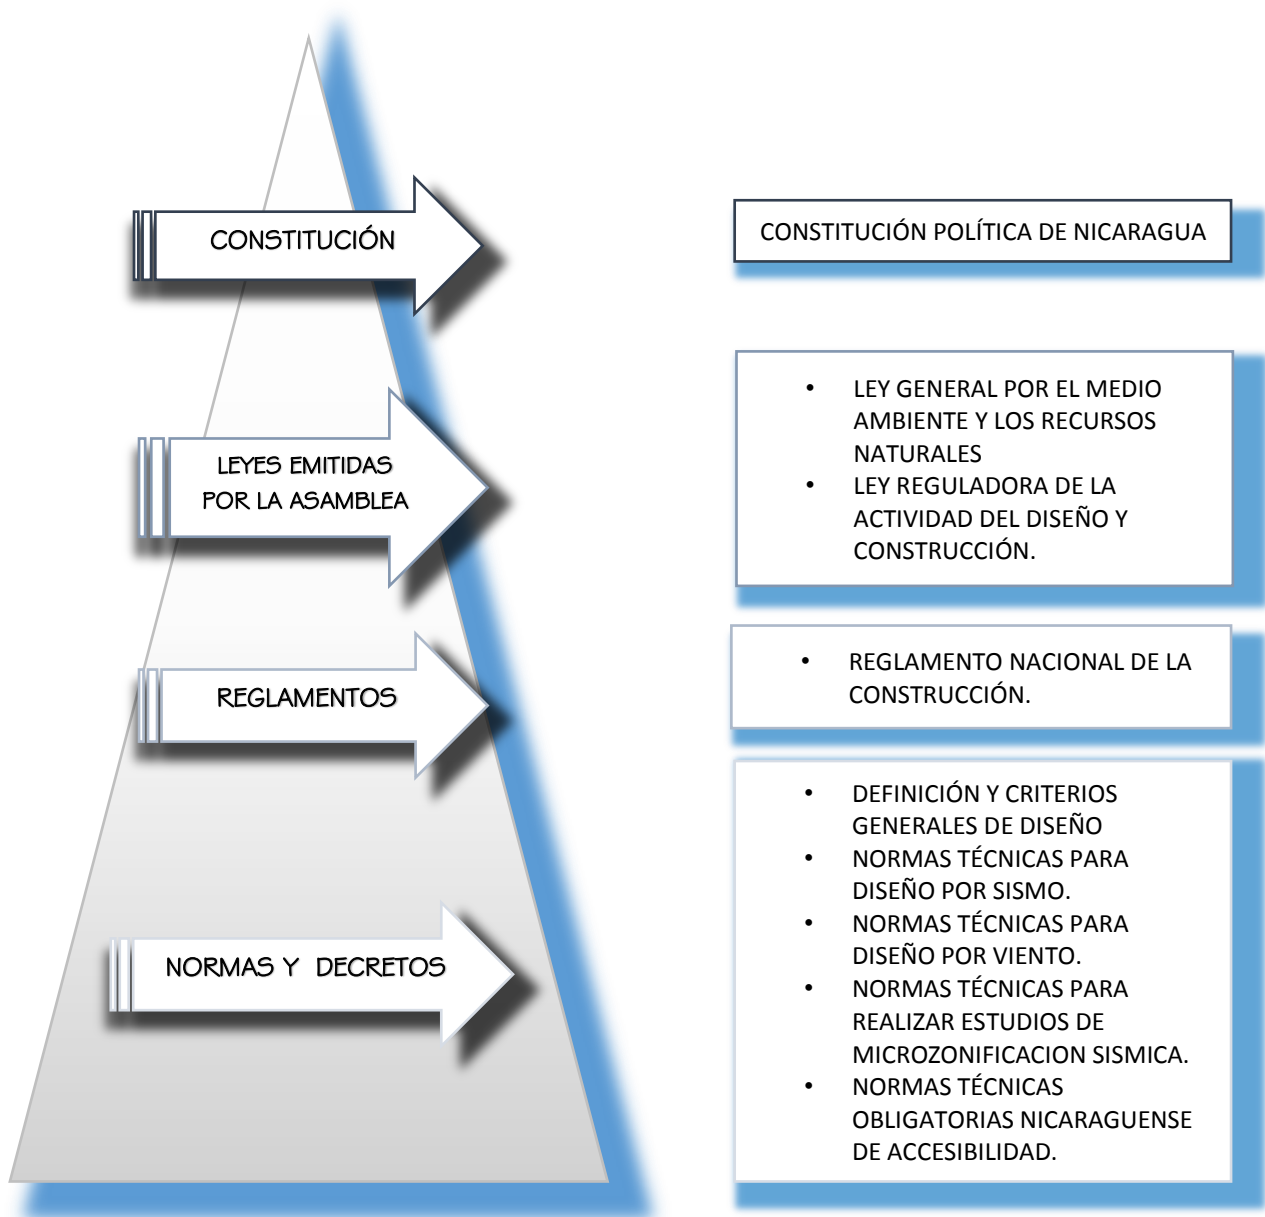 CONSTITUCIÓN
CONSTITUCIÓN POLÍTICA DE NICARAGUA
LEYES EMITIDAS
POR LA ASAMBLEA
• LEY GENERAL POR EL MEDIO
AMBIENTE Y LOS RECURSOS
NATURALES
• LEY REGULADORA DE LA
ACTIVIDAD DEL DISEÑO Y
CONSTRUCCIÓN.
REGLAMENTOS
• REGLAMENTO NACIONAL DE LA
CONSTRUCCIÓN.
NORMAS Y DECRETOS
• DEFINICIÓN Y CRITERIOS
GENERALES DE DISEÑO
• NORMAS TÉCNICAS PARA
DISEÑO POR SISMO.
• NORMAS TÉCNICAS PARA
DISEÑO POR VIENTO.
• NORMAS TÉCNICAS PARA
REALIZAR ESTUDIOS DE
MICROZONIFICACION SISMICA.
• NORMAS TÉCNICAS
OBLIGATORIAS NICARAGUENSE
DE ACCESIBILIDAD.